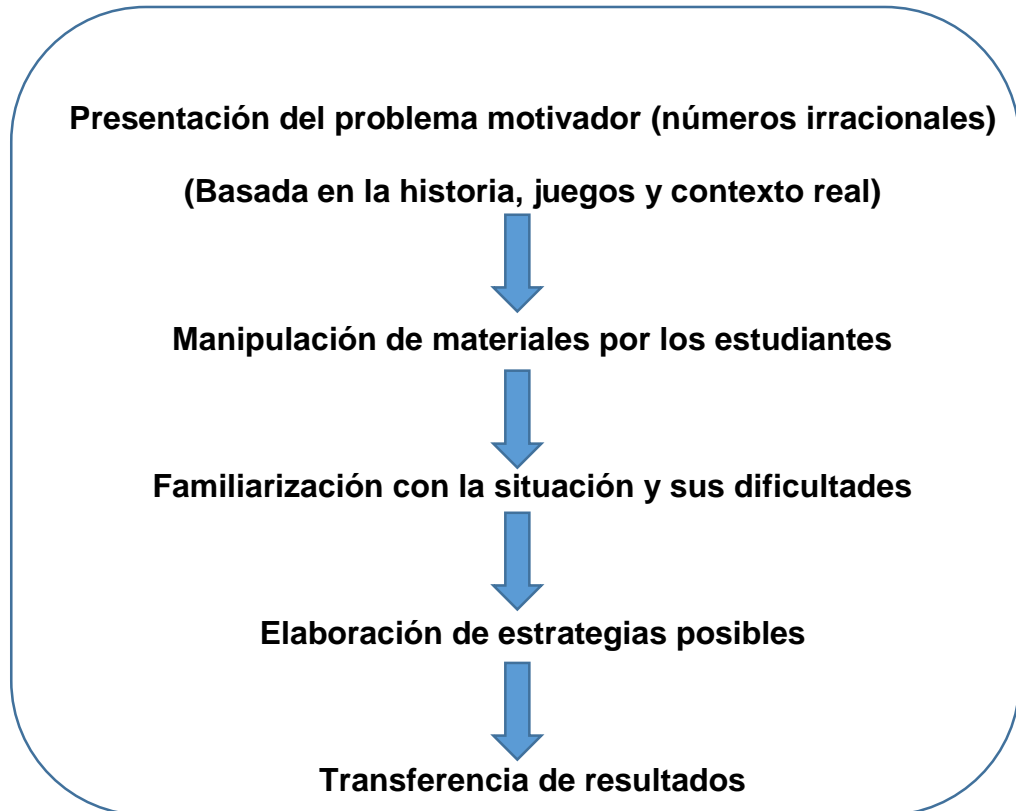 Presentación del problema motivador (números irracionales)
(Basada en la historia, juegos y contexto real)
Manipulación de materiales por los estudiantes
Familiarización con la situación y sus dificultades
Elaboración de estrategias posibles
Transferencia de resultados